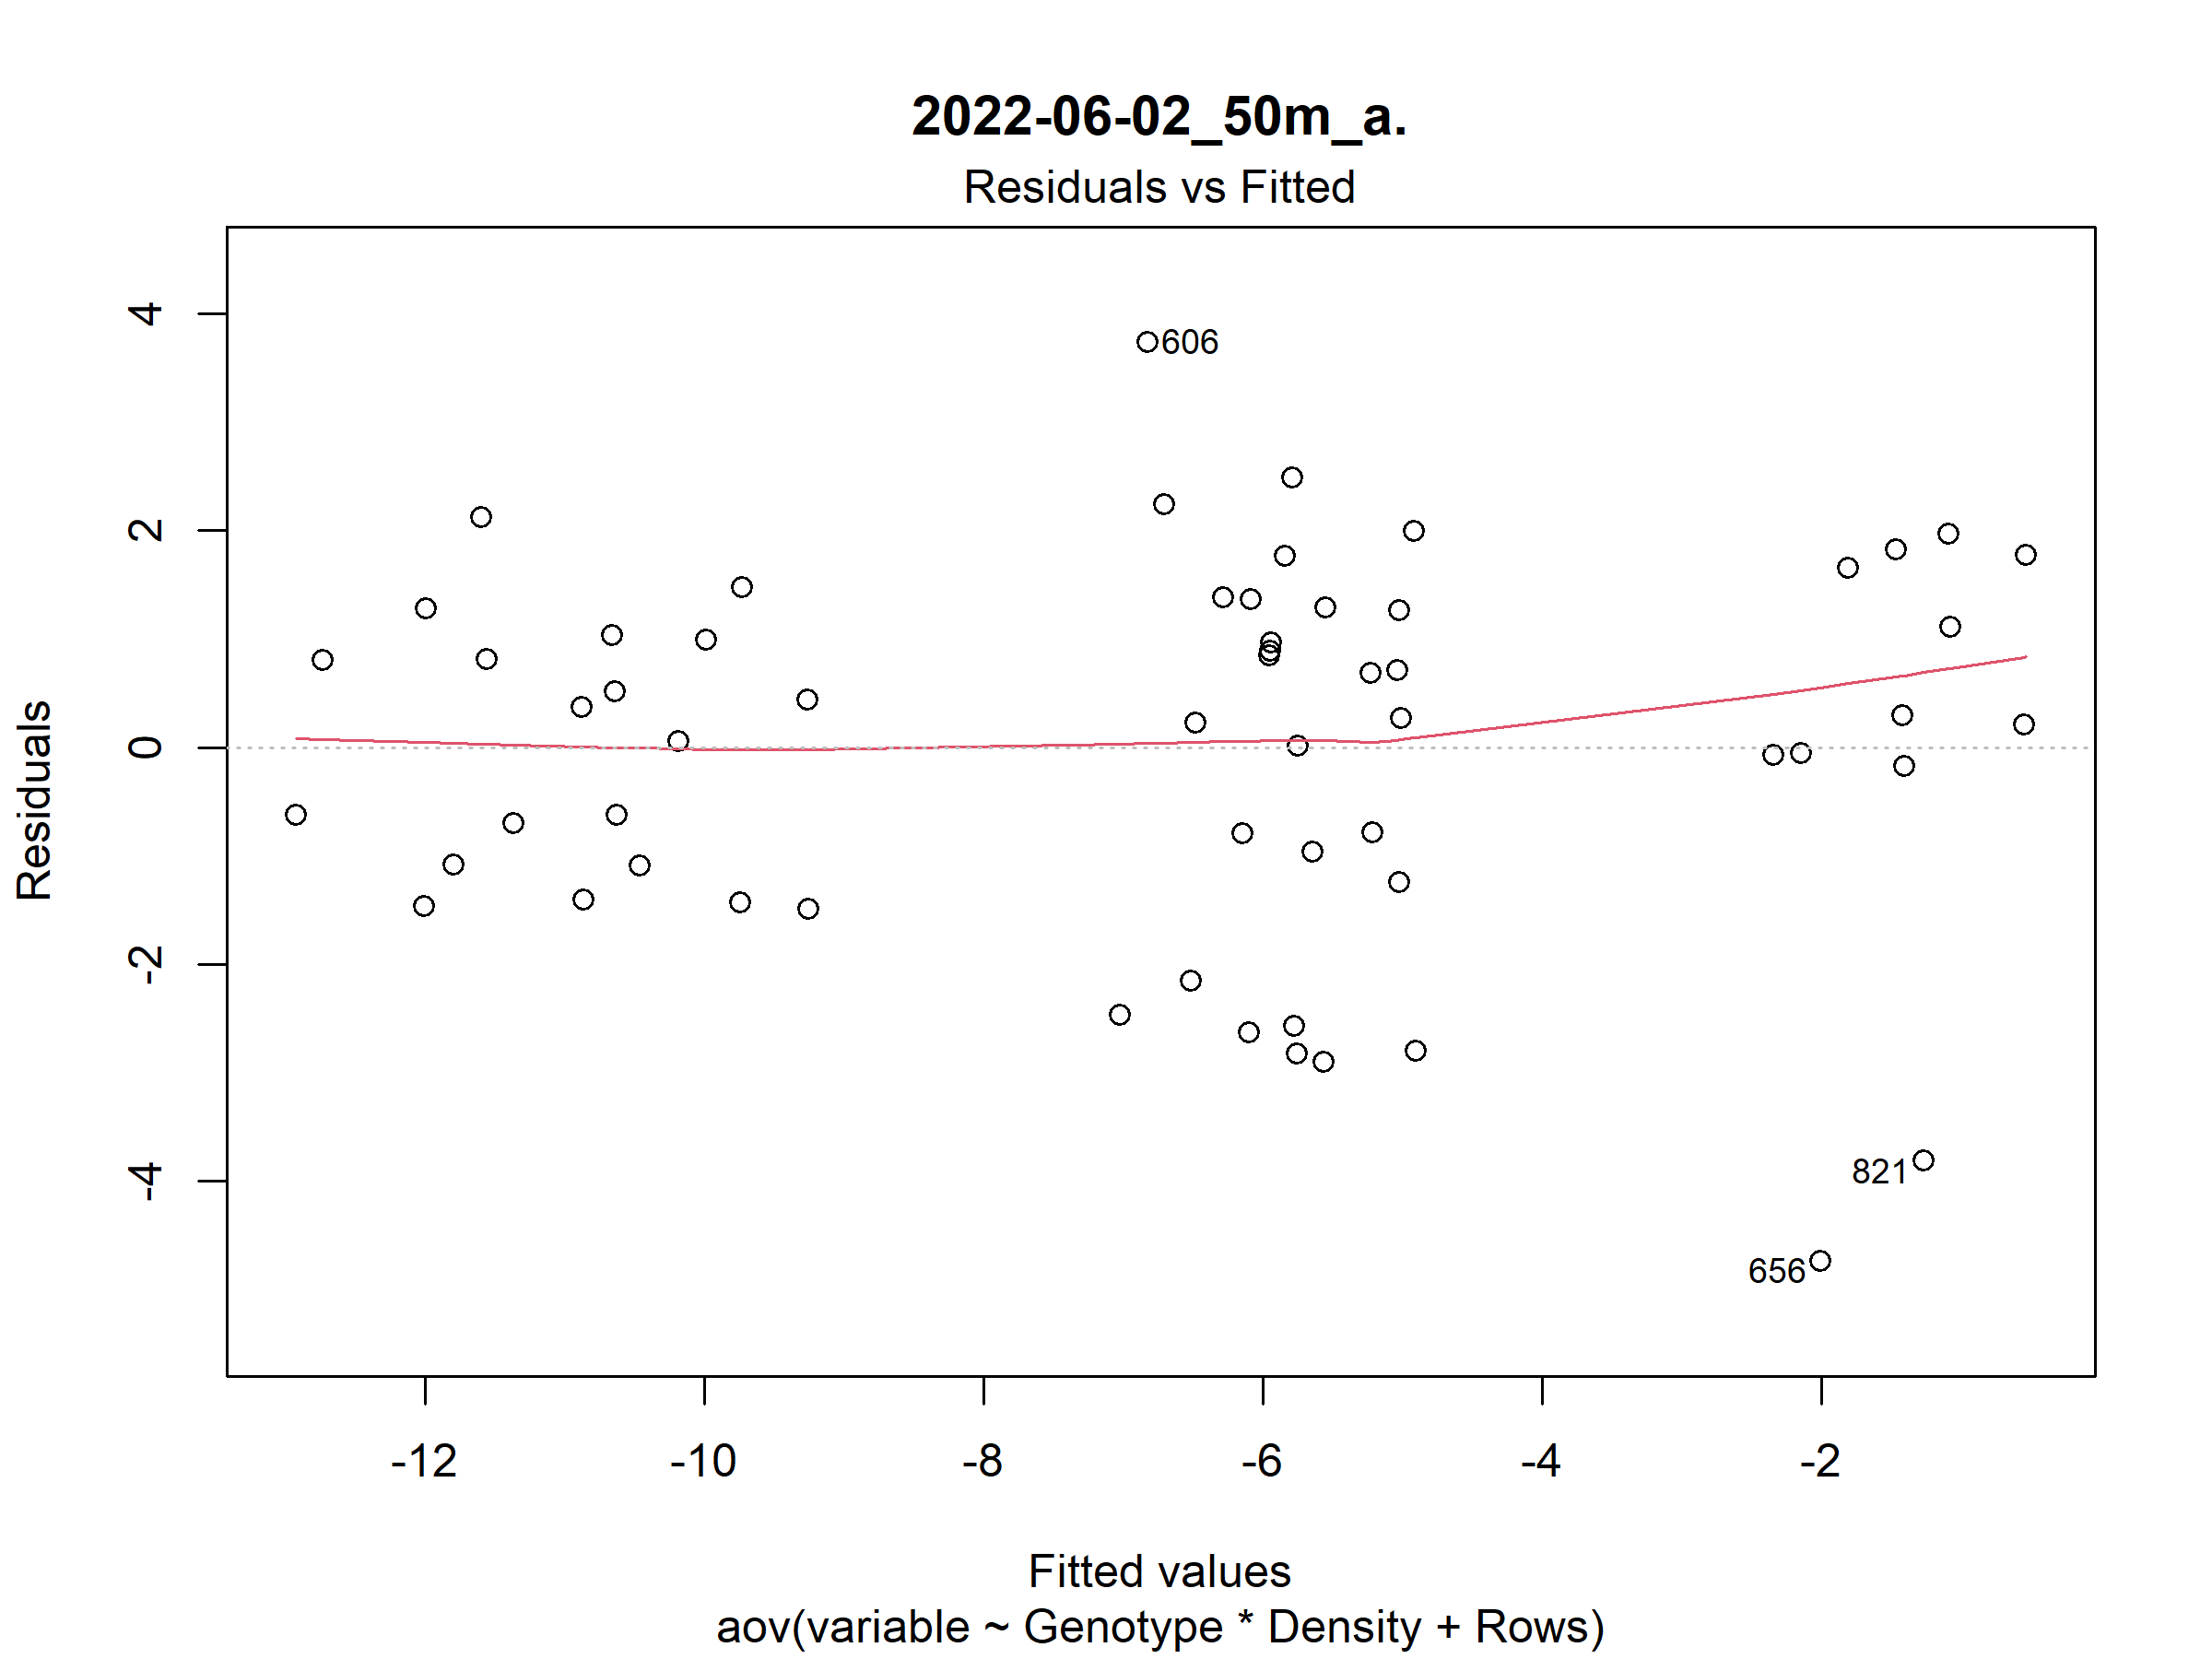 2022-06-02_50m_a.
Residuals vs Fitted
Residuals
4
2
0
-2
-4
606
821
656
-12 -10 -8 -6 -4 -2
Fitted values
aov(variable ~ Genotype * Density + Rows)